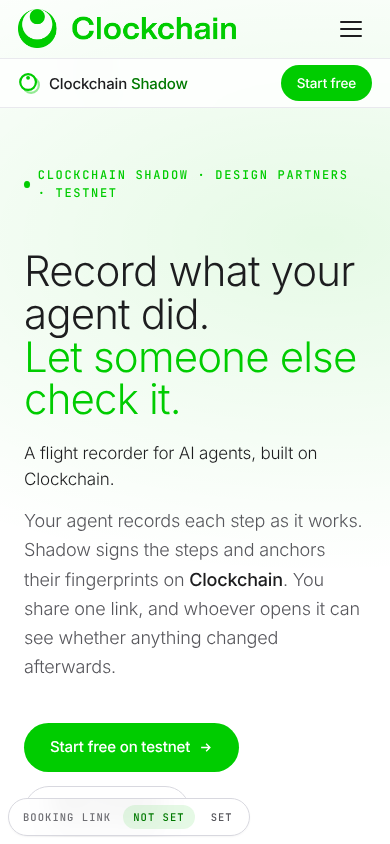 Clockchain
Clockchain Shadow
Start free
CLOCKCHAIN SHADOW · DESIGN PARTNERS
· TESTNET
Record what your
agent did.
Let someone else
check it.
A flight recorder for AI agents, built on
Clockchain.
Your agent records each step as it works.
Shadow signs the steps and anchors
their fingerprints on Clockchain. You
share one link, and whoever opens it can
see whether anything changed
afterwards.
Start free on testnet →
BOOKING LINK NOT SET SET